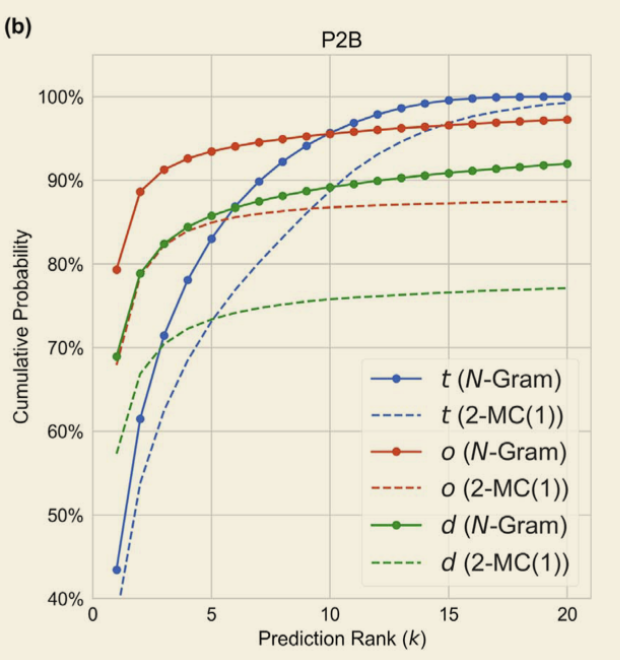 (b)
P2B
100%
90%
80%
70%
60%
50%
40%
Cumulative Probability
t (N-Gram)
t (2-MC(1))
o (N-Gram)
o (2-MC(1))
d (N-Gram)
d (2-MC(1))
0 5 10 15 20
Prediction Rank (k)